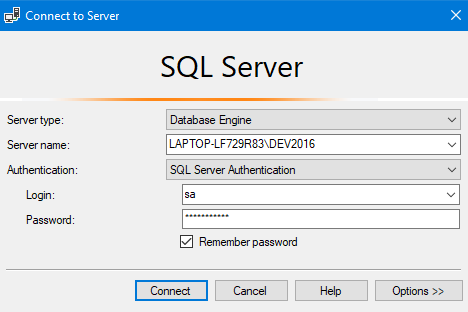 Connect to Server
SQL Server
Server type: Database Engine
Server name: LAPTOP-LF729R83\DEV2016
Authentication: SQL Server Authentication
Login: sa
Password: ***********
Remember password
Connect Cancel Help Options >>